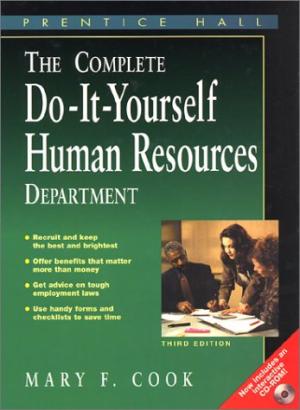 PRENTICE HALL
THE COMPLETE
Do-It-Yourself
Human Resources
DEPARTMENT
• Recruit and keep
the best and brightest
• Offer benefits that matter
more than money
• Get advice on tough
employment laws
• Use handy forms and
checklists to save time
THIRD EDITION
Now includes an
interactive
CD-ROM!
MARY F. COOK